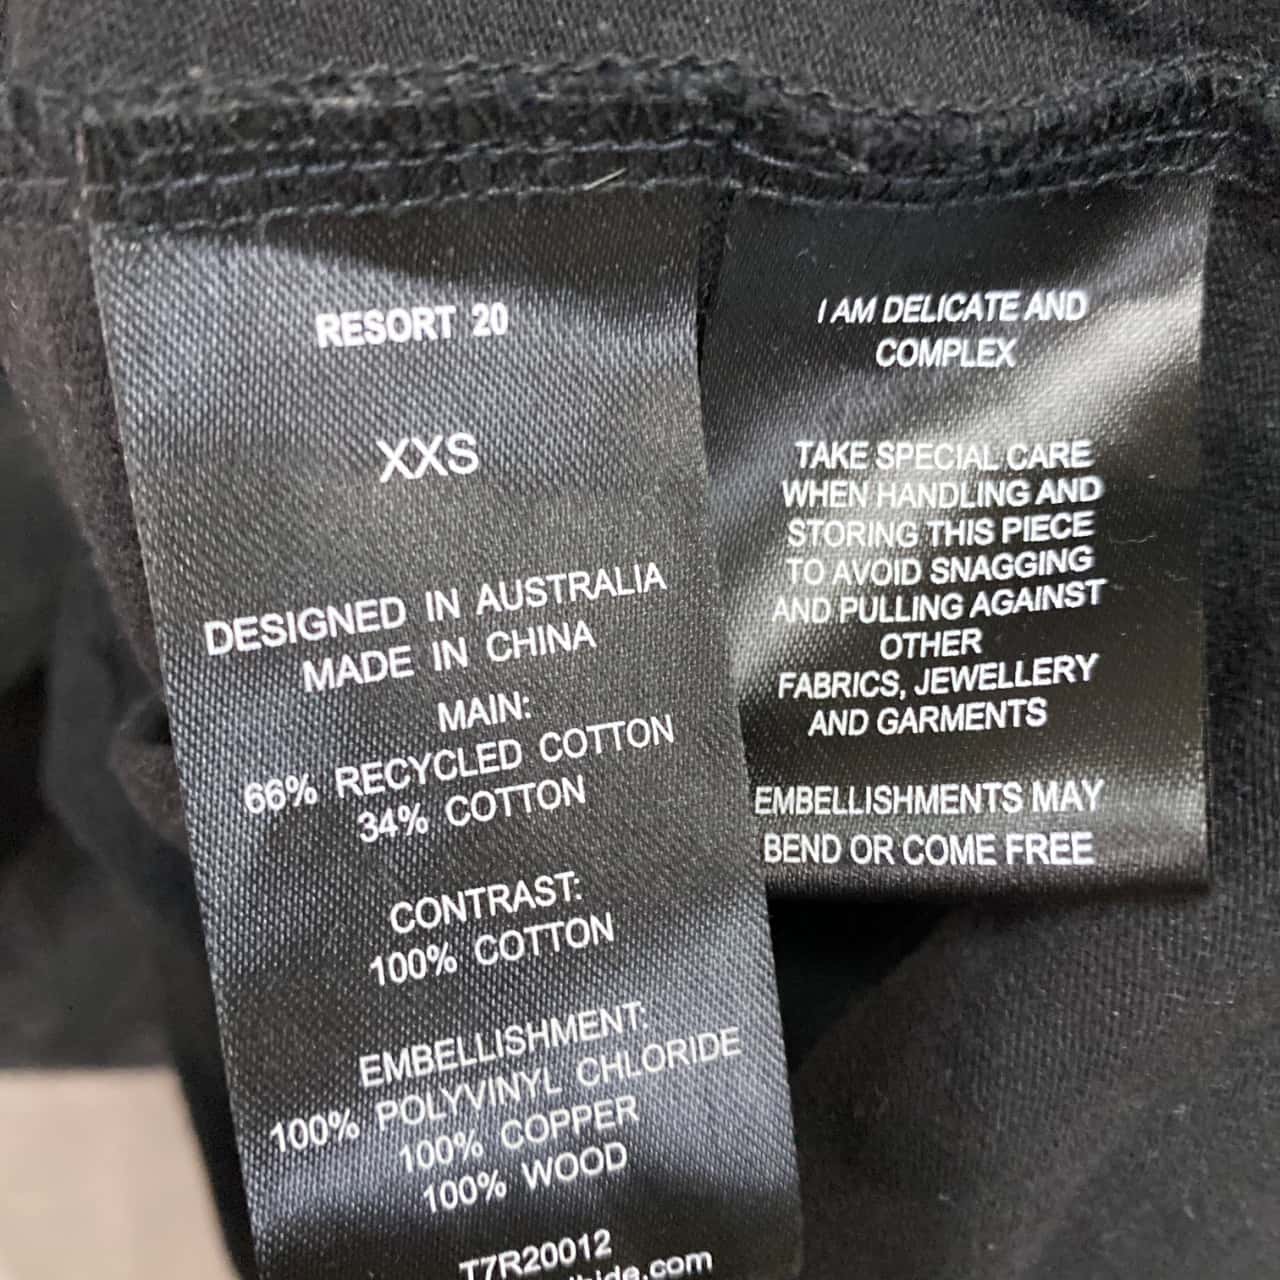 RESORT 20
XXS
DESIGNED IN AUSTRALIA
MADE IN CHINA
MAIN:
66% RECYCLED COTTON
34% COTTON
CONTRAST:
100% COTTON
EMBELLISHMENT:
100% POLYVINYL CHLORIDE
100% COPPER
100% WOOD
T7R20012
I AM DELICATE AND
COMPLEX
TAKE SPECIAL CARE
WHEN HANDLING AND
STORING THIS PIECE
TO AVOID SNAGGING
AND PULLING AGAINST
OTHER
FABRICS, JEWELLERY
AND GARMENTS
EMBELLISHMENTS MAY
BEND OR COME FREE